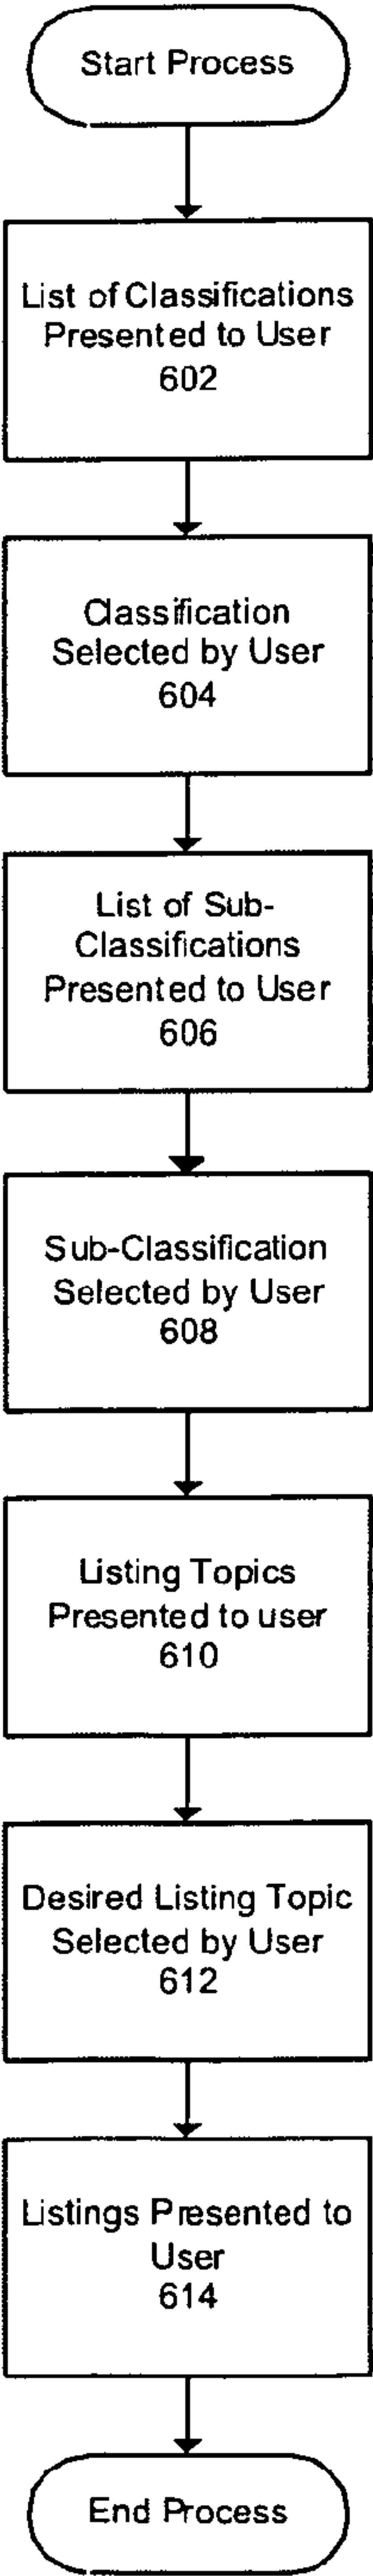 Start Process
List of Classifications
Presented to User
602
Classification
Selected by User
604
List of Sub-
Classifications
Presented to User
606
Sub-Classification
Selected by User
608
Listing Topics
Presented to user
610
Desired Listing Topic
Selected by User
612
Listings Presented to
User
614
End Process